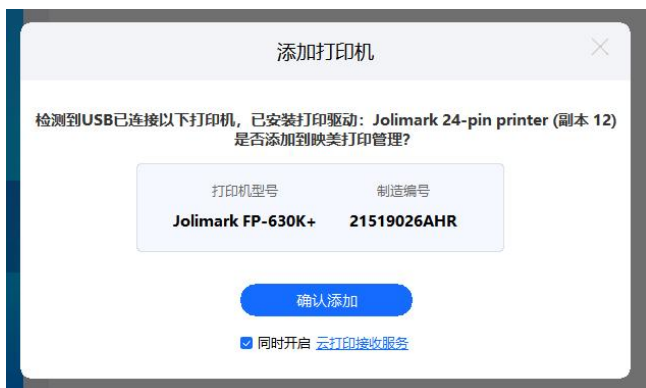 添加打印机
检测到USB已连接以下打印机，已安装打印驱动：Jolimark 24-pin printer (副本 12)
是否添加到映美打印管理?
打印机型号 制造编号
Jolimark FP-630K+ 21519026AHR
确认添加
同时开启 云打印接收服务